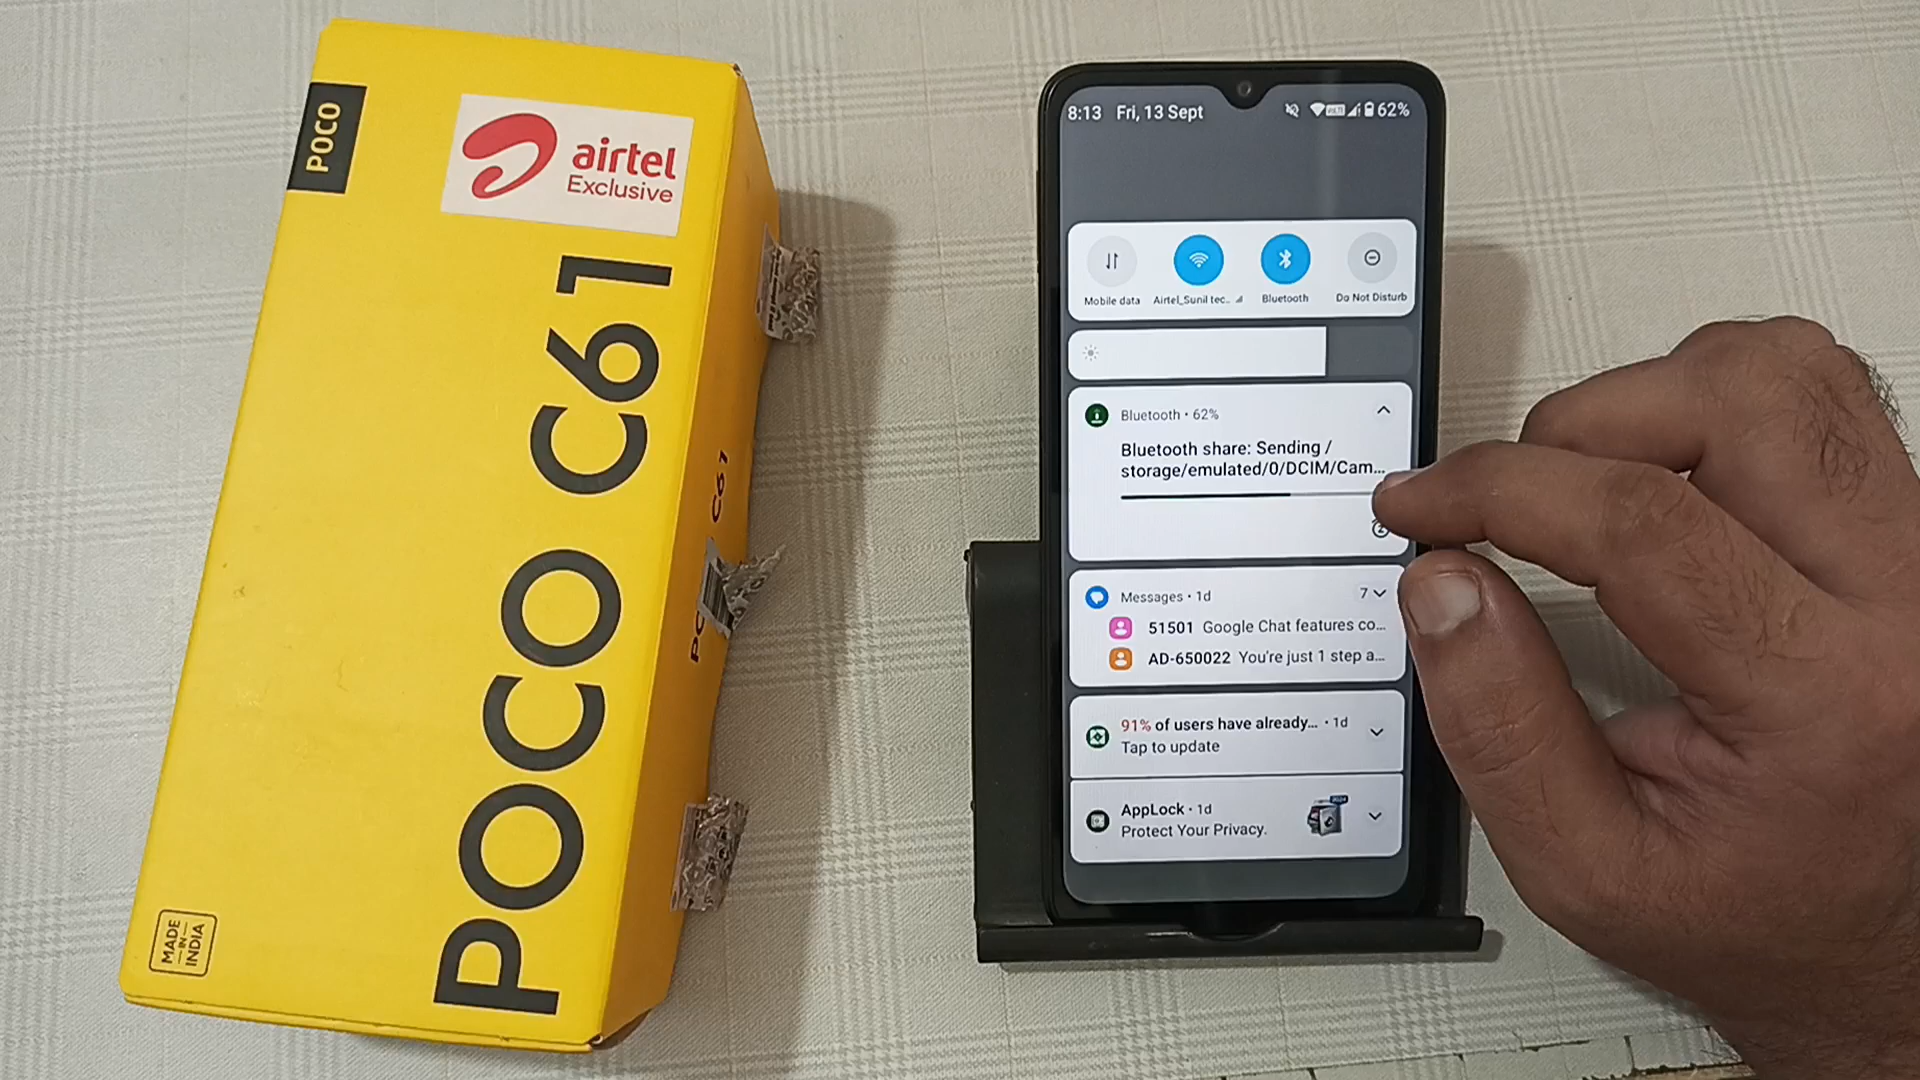 POCO
airtel
Exclusive
POCO C61
MADE
IN
INDIA
C61
8:13 Fri, 13 Sept
62%
Mobile data
Airtel_Sunil tec..
Bluetooth
Do Not Disturb
Bluetooth • 62%
Bluetooth share: Sending /
storage/emulated/0/DCIM/Cam...
Messages • 1d
7
51501 Google Chat features co...
AD-650022 You're just 1 step a...
91% of users have already... • 1d
Tap to update
AppLock • 1d
Protect Your Privacy.